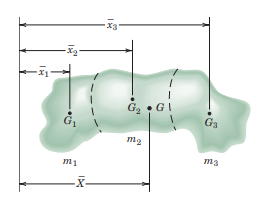 x̄₃
x̄₂
x̄₁
G₁ G₂ G G₃
m₁ m₂ m₃
X̄